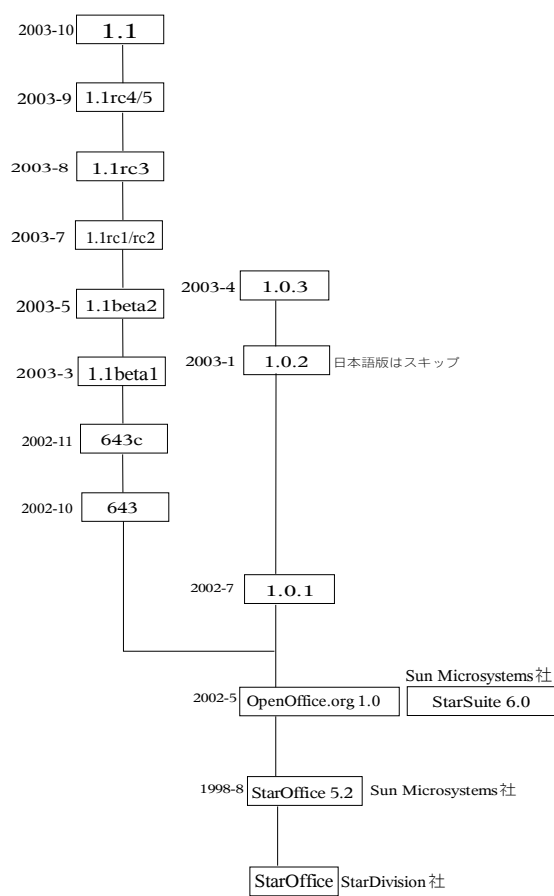 2003-10 1.1
2003-9 1.1rc4/5
2003-8 1.1rc3
2003-7 1.1rc1/rc2
2003-4 1.0.3
2003-5 1.1beta2
2003-1 1.0.2 日本語版はスキップ
2003-3 1.1beta1
2002-11 643c
2002-10 643
2002-7 1.0.1
Sun Microsystems社
2002-5 OpenOffice.org 1.0 StarSuite 6.0
1998-8 StarOffice 5.2 Sun Microsystems社
StarOffice StarDivision社